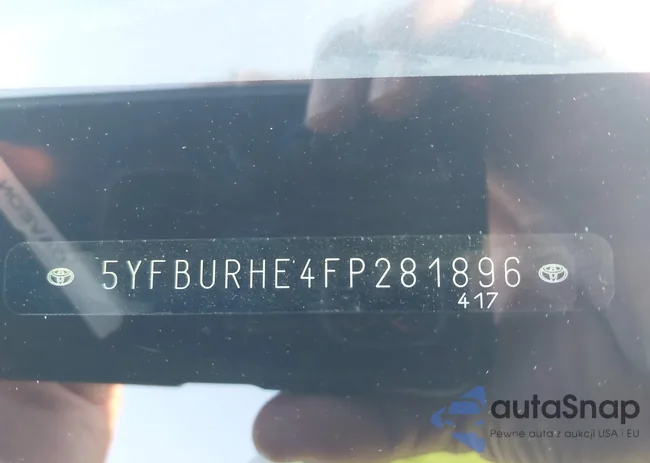 5YFBURHE4FP281896
417
autaSnap
Pewne auta z aukcji USA i EU